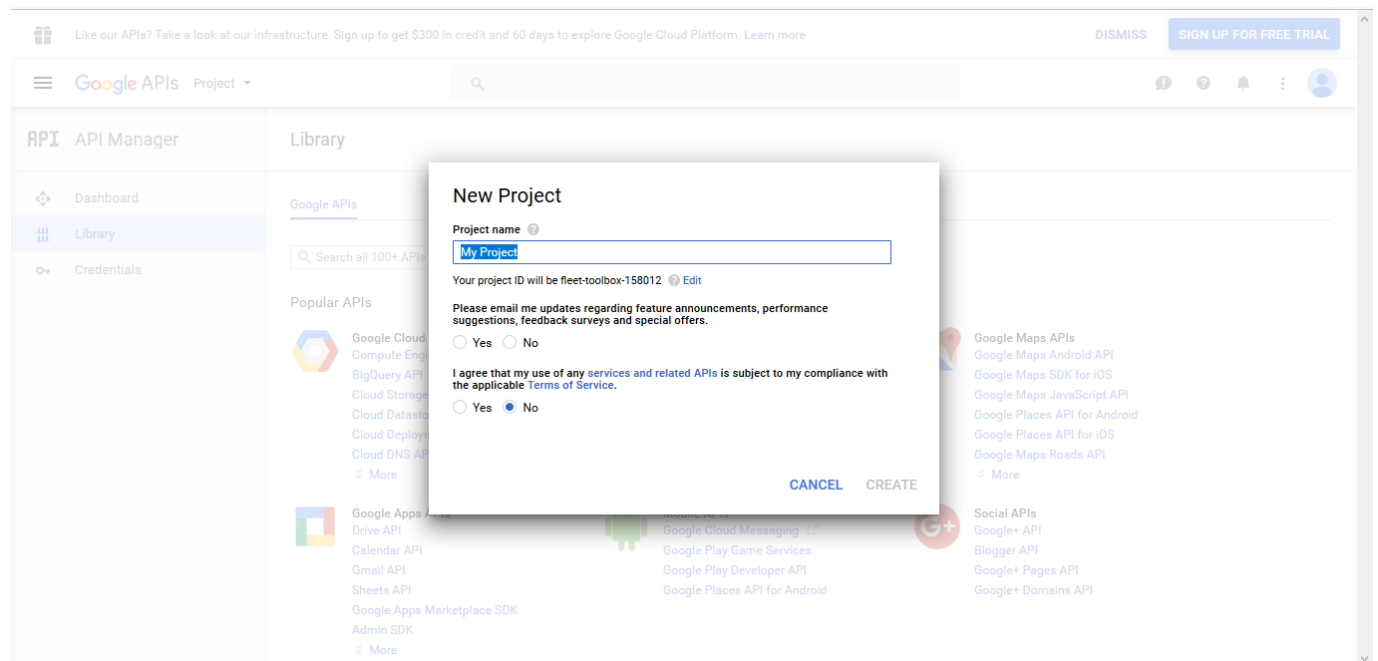 Like our APIs? Take a look at our infrastructure. Sign up to get $300 in credit and 60 days to explore Google Cloud Platform. Learn more
DISMISS
SIGN UP FOR FREE TRIAL
Google APIs Project
API API Manager
Library
Dashboard
Library
Credentials
Google APIs
Search all 100+ APIs
Popular APIs
New Project
Project name
My Project
Your project ID will be fleet-toolbox-158012 Edit
Please email me updates regarding feature announcements, performance
suggestions, feedback surveys and special offers.
Yes No
I agree that my use of any services and related APIs is subject to my compliance with
the applicable Terms of Service.
Yes No
CANCEL CREATE
Google Cloud
Compute Engi
BigQuery API
Cloud Storage
Cloud Datasto
Cloud Deploy
Cloud DNS AP
More
Google Maps APIs
Google Maps Android API
Google Maps SDK for iOS
Google Maps JavaScript API
Google Places API for Android
Google Places API for iOS
Google Maps Roads API
More
Google Apps APIs
Drive API
Calendar API
Gmail API
Sheets API
Google Apps Marketplace SDK
Admin SDK
More
Mobile APIs
Google Cloud Messaging
Google Play Game Services
Google Play Developer API
Google Places API for Android
G+
Social APIs
Google+ API
Blogger API
Google+ Pages API
Google+ Domains API